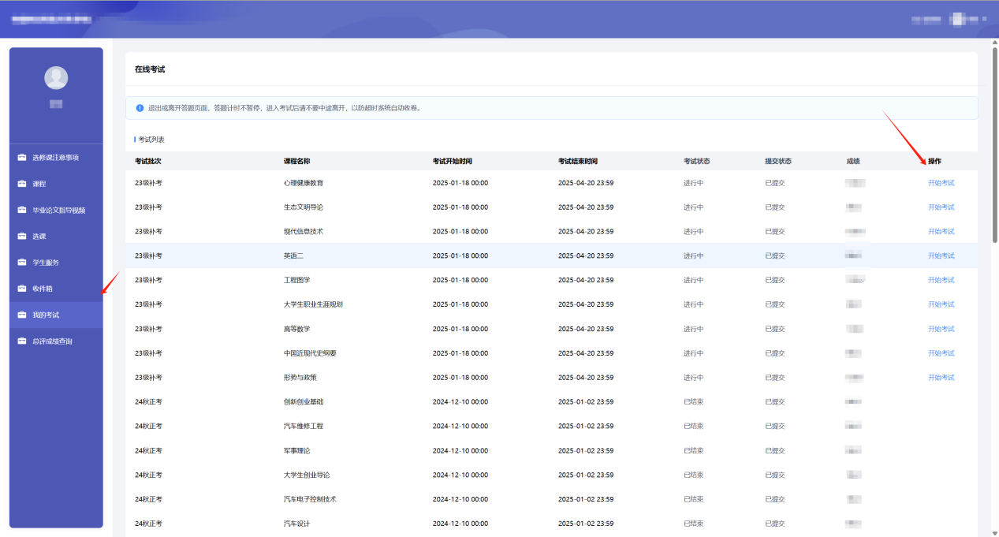 选修课注意事项
课程
毕业论文指导视频
选课
学生服务
收件箱
我的考试
总评成绩查询
在线考试
退出或离开答题页面，答题计时不暂停，进入考试后请不要中途离开，以防超时系统自动收卷。
考试列表
考试批次 课程名称 考试开始时间 考试结束时间 考试状态 提交状态 成绩 操作
23级补考 心理健康教育 2025-01-18 00:00 2025-04-20 23:59 进行中 已提交 开始考试
23级补考 生态文明导论 2025-01-18 00:00 2025-04-20 23:59 进行中 已提交 开始考试
23级补考 现代信息技术 2025-01-18 00:00 2025-04-20 23:59 进行中 已提交 开始考试
23级补考 英语二 2025-01-18 00:00 2025-04-20 23:59 进行中 已提交 开始考试
23级补考 工程图学 2025-01-18 00:00 2025-04-20 23:59 进行中 已提交 开始考试
23级补考 大学生职业生涯规划 2025-01-18 00:00 2025-04-20 23:59 进行中 已提交 开始考试
23级补考 高等数学 2025-01-18 00:00 2025-04-20 23:59 进行中 已提交 开始考试
23级补考 中国近现代史纲要 2025-01-18 00:00 2025-04-20 23:59 进行中 已提交 开始考试
23级补考 形势与政策 2025-01-18 00:00 2025-04-20 23:59 进行中 已提交 开始考试
24秋正考 创新创业基础 2024-12-10 00:00 2025-01-02 23:59 已结束 已提交
24秋正考 汽车维修工程 2024-12-10 00:00 2025-01-02 23:59 已结束 已提交
24秋正考 军事理论 2024-12-10 00:00 2025-01-02 23:59 已结束 已提交
24秋正考 大学生创业导论 2024-12-10 00:00 2025-01-02 23:59 已结束 已提交
24秋正考 汽车电子控制技术 2024-12-10 00:00 2025-01-02 23:59 已结束 已提交
24秋正考 汽车设计 2024-12-10 00:00 2025-01-02 23:59 已结束 已提交